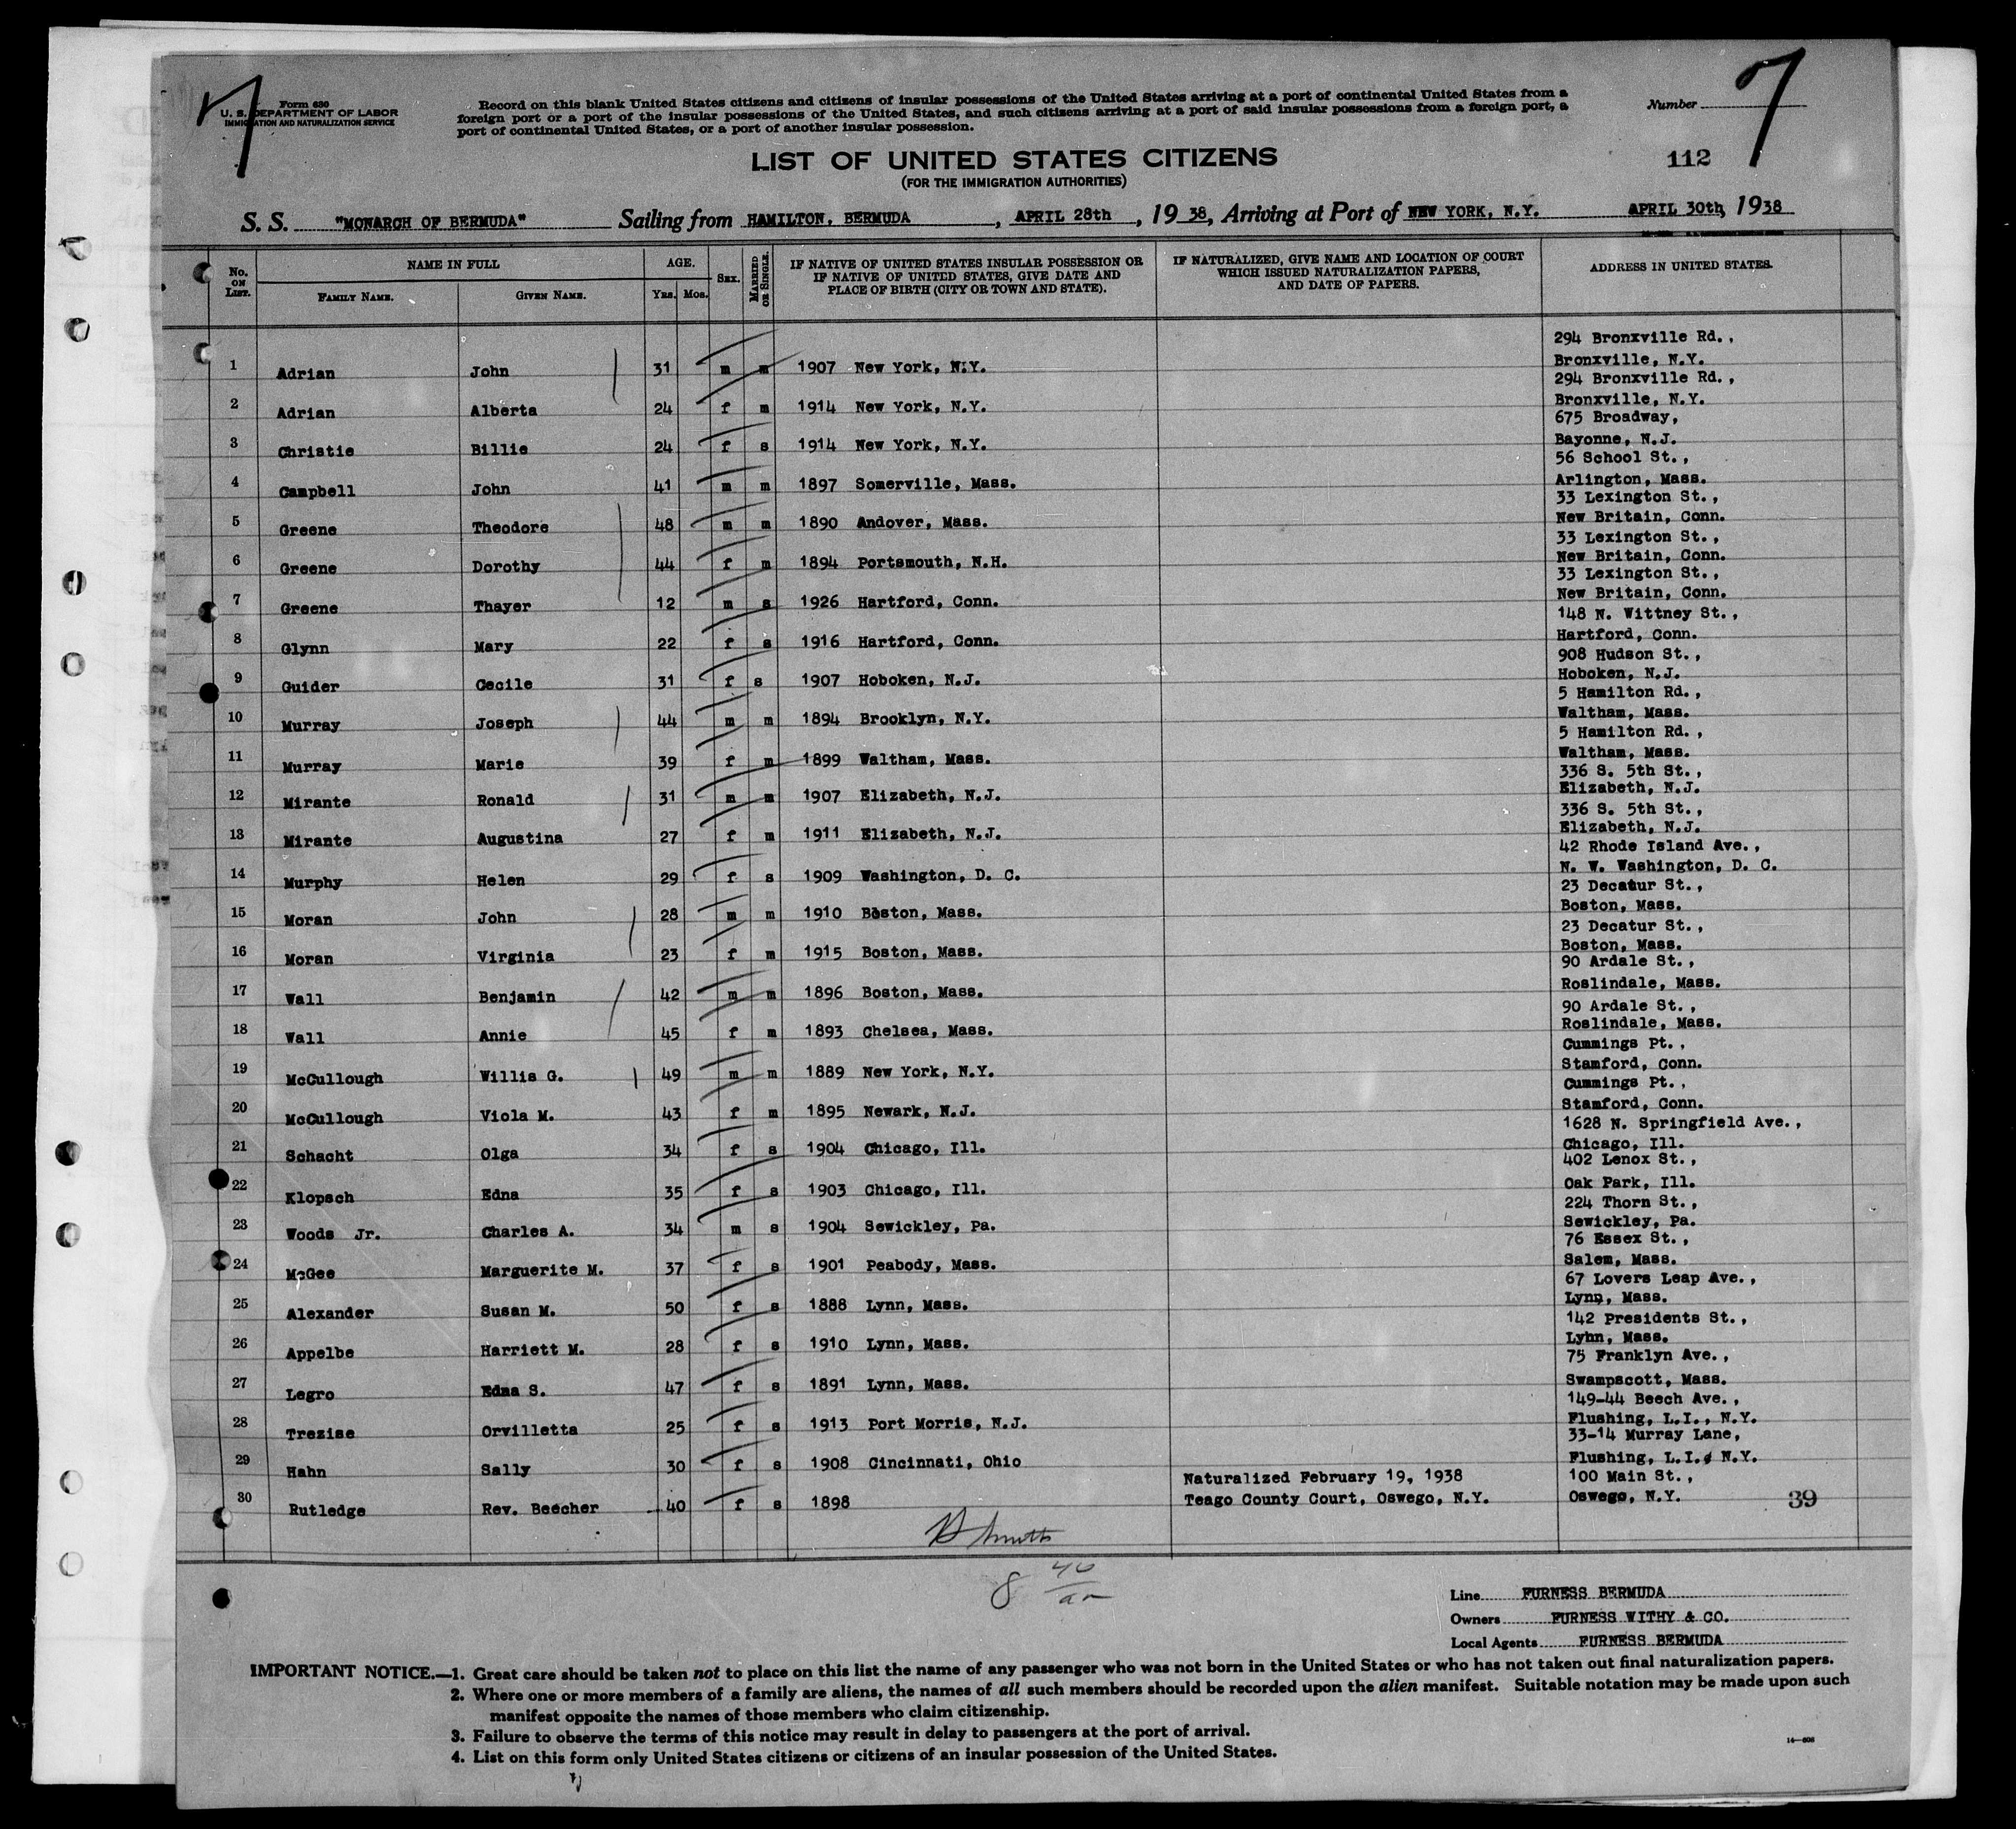 7
Form 630
U. S. DEPARTMENT OF LABOR
IMMIGRATION AND NATURALIZATION SERVICE
Record on this blank United States citizens and citizens of insular possessions of the United States arriving at a port of continental United States from a
foreign port or a port of the insular possessions of the United States, and such citizens arriving at a port of said insular possessions from a foreign port, a
port of continental United States, or a port of another insular possession.
Number
7
LIST OF UNITED STATES CITIZENS
112
(FOR THE IMMIGRATION AUTHORITIES)
S. S. "MONARCH OF BERMUDA" Sailing from HAMILTON, BERMUDA, APRIL 28th, 1938, Arriving at Port of NEW YORK, N.Y. APRIL 30th, 1938
No. ON LIST. NAME IN FULL AGE. SEX. MARRIED OR SINGLE. IF NATIVE OF UNITED STATES INSULAR POSSESSION OR IF NATIVE OF UNITED STATES, GIVE DATE AND PLACE OF BIRTH (CITY OR TOWN AND STATE). IF NATURALIZED, GIVE NAME AND LOCATION OF COURT WHICH ISSUED NATURALIZATION PAPERS, AND DATE OF PAPERS. ADDRESS IN UNITED STATES.
FAMILY NAME. GIVEN NAME. YRS. MOS.
294 Bronxville Rd.,
1 Adrian John 31 m m 1907 New York, N.Y. Bronxville, N.Y.
294 Bronxville Rd.,
2 Adrian Alberta 24 f m 1914 New York, N.Y. Bronxville, N.Y.
675 Broadway,
3 Christie Billie 24 f s 1914 New York, N.Y. Bayonne, N.J.
56 School St.,
4 Campbell John 41 m m 1897 Somerville, Mass. Arlington, Mass.
33 Lexington St.,
5 Greene Theodore 48 m m 1890 Andover, Mass. New Britain, Conn.
33 Lexington St.,
6 Greene Dorothy 44 f m 1894 Portsmouth, N.H. New Britain, Conn.
33 Lexington St.,
7 Greene Thayer 12 m s 1926 Hartford, Conn. New Britain, Conn.
148 N. Wittney St.,
8 Glynn Mary 22 f s 1916 Hartford, Conn. Hartford, Conn.
908 Hudson St.,
9 Guider Cecile 31 f s 1907 Hoboken, N.J. Hoboken, N.J.
5 Hamilton Rd.,
10 Murray Joseph 44 m m 1894 Brooklyn, N.Y. Waltham, Mass.
5 Hamilton Rd.,
11 Murray Marie 39 f m 1899 Waltham, Mass. Waltham, Mass.
336 S. 5th St.,
12 Mirante Ronald 31 m m 1907 Elizabeth, N.J. Elizabeth, N.J.
336 S. 5th St.,
13 Mirante Augustina 27 f m 1911 Elizabeth, N.J. Elizabeth, N.J.
42 Rhode Island Ave.,
14 Murphy Helen 29 f s 1909 Washington, D. C. N. W. Washington, D. C.
23 Decatur St.,
15 Moran John 28 m m 1910 Boston, Mass. Boston, Mass.
23 Decatur St.,
16 Moran Virginia 23 f m 1915 Boston, Mass. Boston, Mass.
90 Ardale St.,
17 Wall Benjamin 42 m m 1896 Boston, Mass. Roslindale, Mass.
90 Ardale St.,
18 Wall Annie 45 f m 1893 Chelsea, Mass. Roslindale, Mass.
Cummings Pt.,
19 McCullough Willis G. 49 m m 1889 New York, N.Y. Stamford, Conn.
Cummings Pt.,
20 McCullough Viola M. 43 f m 1895 Newark, N.J. Stamford, Conn.
1628 N. Springfield Ave.,
21 Schacht Olga 34 f s 1904 Chicago, Ill. Chicago, Ill.
402 Lenox St.,
22 Klopsch Edna 35 f s 1903 Chicago, Ill. Oak Park, Ill.
224 Thorn St.,
23 Woods Jr. Charles A. 34 m s 1904 Sewickley, Pa. Sewickley, Pa.
76 Essex St.,
24 McGee Marguerite M. 37 f s 1901 Peabody, Mass. Salem, Mass.
67 Lovers Leap Ave.,
25 Alexander Susan M. 50 f s 1888 Lynn, Mass. Lynn, Mass.
142 Presidents St.,
26 Appelbe Harriett M. 28 f s 1910 Lynn, Mass. Lynn, Mass.
75 Franklyn Ave.,
27 Legro Edna S. 47 f s 1891 Lynn, Mass. Swampscott, Mass.
149-44 Beech Ave.,
28 Trezise Orvilletta 25 f s 1913 Port Morris, N.J. Flushing, L.I., N.Y.
33-14 Murray Lane,
29 Hahn Sally 30 f s 1908 Cincinnati, Ohio Flushing, L.I., N.Y.
Naturalized February 19, 1938 100 Main St.,
30 Rutledge Rev. Beecher 40 f s 1898 Teago County Court, Oswego, N.Y. Oswego, N.Y. 39
8 40
Line FURNESS BERMUDA
Owners FURNESS WITHY & CO.
Local Agents FURNESS BERMUDA
IMPORTANT NOTICE.—1. Great care should be taken not to place on this list the name of any passenger who was not born in the United States or who has not taken out final naturalization papers.
2. Where one or more members of a family are aliens, the names of all such members should be recorded upon the alien manifest. Suitable notation may be made upon such
manifest opposite the names of those members who claim citizenship.
3. Failure to observe the terms of this notice may result in delay to passengers at the port of arrival.
4. List on this form only United States citizens or citizens of an insular possession of the United States.